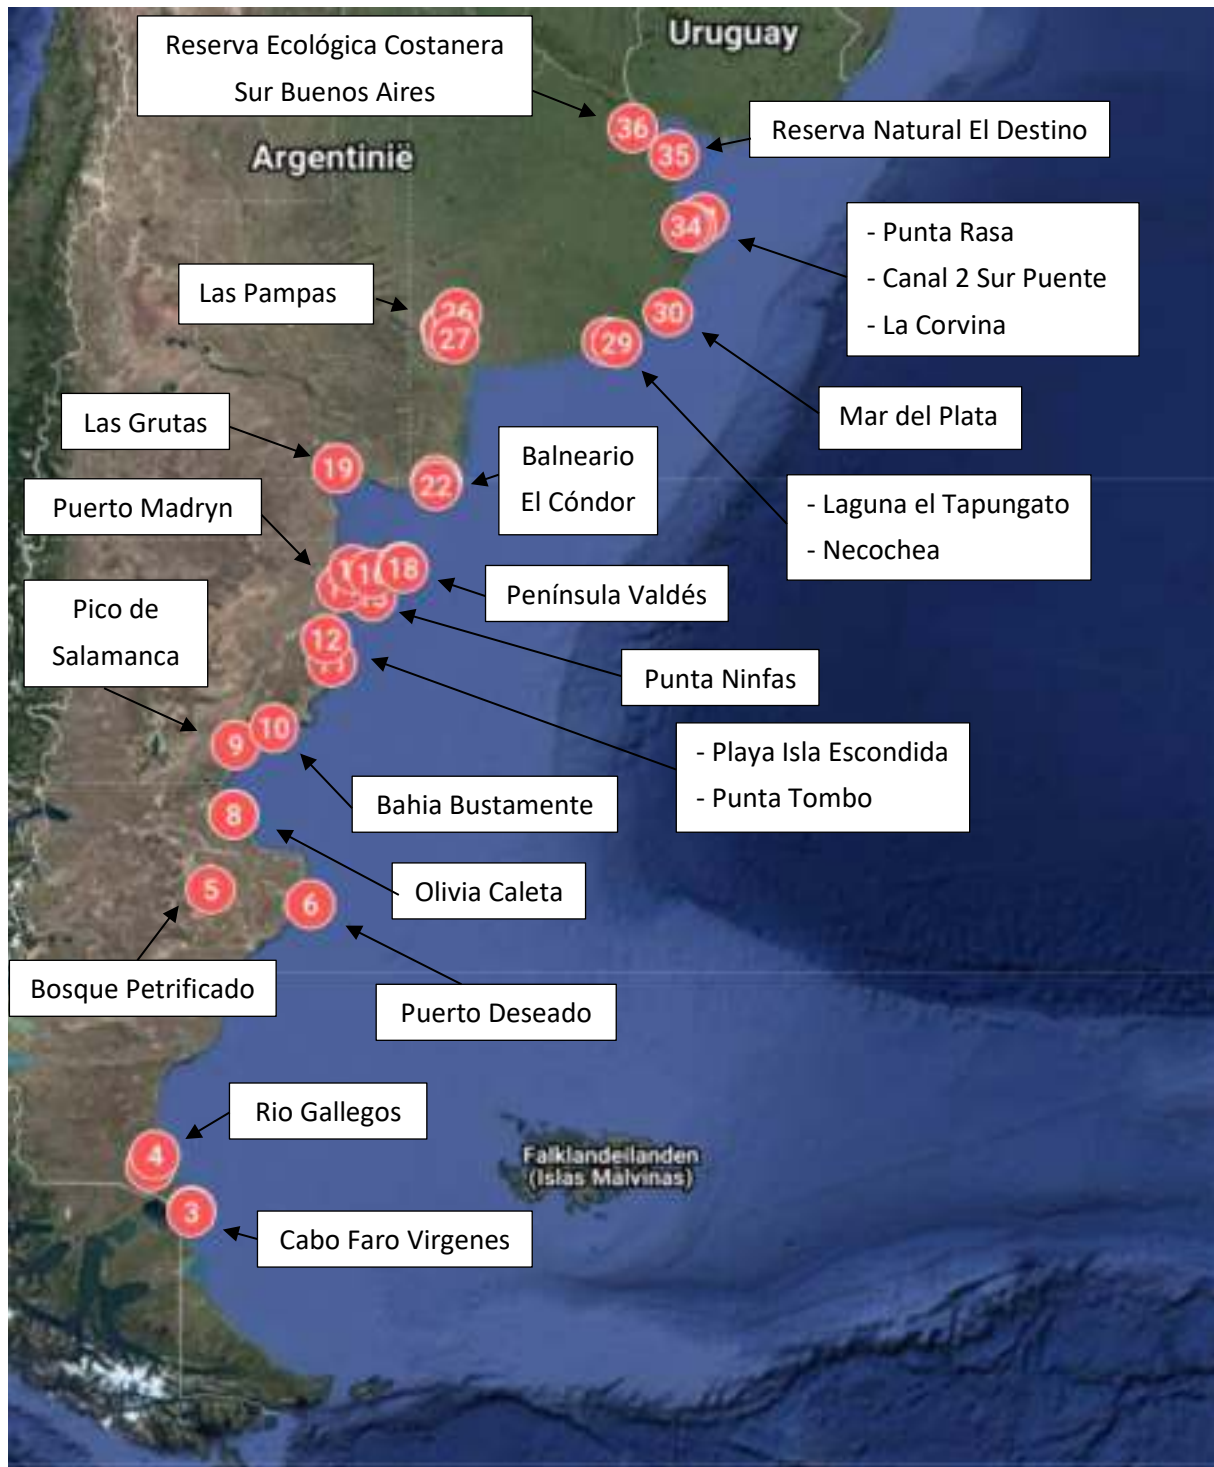 Uruguay
Reserva Ecológica Costanera
Sur Buenos Aires
36
Reserva Natural El Destino
35
Argentinië
34
- Punta Rasa
- Canal 2 Sur Puente
- La Corvina
Las Pampas
26
27
30
29
Mar del Plata
Las Grutas
19
22
Balneario
El Cóndor
- Laguna el Tapungato
- Necochea
Puerto Madryn
18
Península Valdés
Pico de
Salamanca
12
Punta Ninfas
10
9
- Playa Isla Escondida
- Punta Tombo
Bahia Bustamente
8
5
Olivia Caleta
6
Bosque Petrificado
Puerto Deseado
Rio Gallegos
4
Falklandeilanden
(Islas Malvinas)
3
Cabo Faro Virgenes